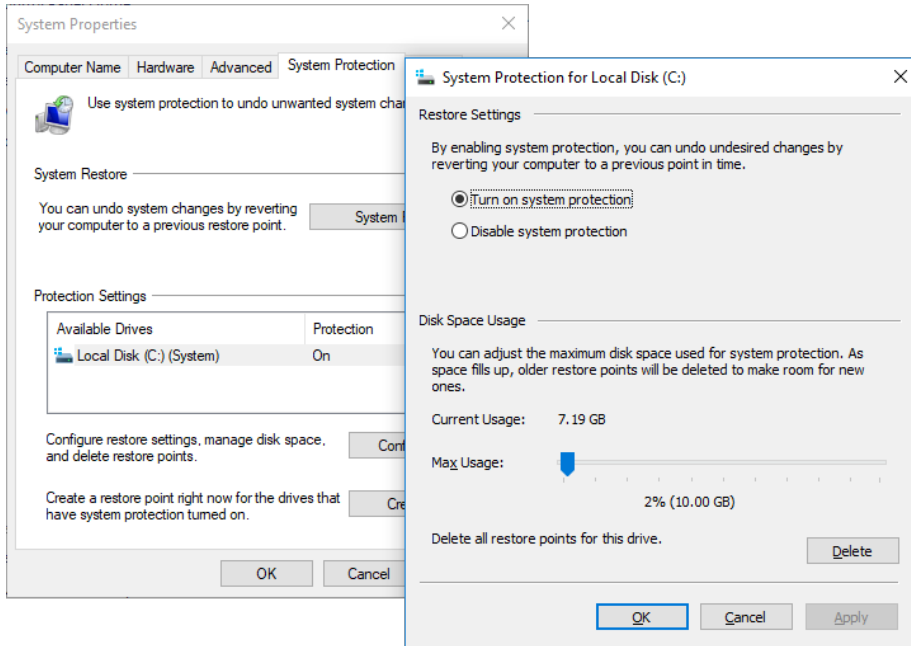 System Properties
Computer Name
Hardware
Advanced
System Protection
Use system protection to undo unwanted system
System Restore
You can undo system changes by reverting
your computer to a previous restore point.
System
Protection Settings
Available Drives
Protection
Local Disk (C:) (System)
On
Configure restore settings, manage disk space,
and delete restore points.
Create a restore point right now for the drives that
have system protection turned on.
OK
Cancel
System Protection for Local Disk (C:)
Restore Settings
By enabling system protection, you can undo undesired changes by
reverting your computer to a previous point in time.
Turn on system protection
Disable system protection
Disk Space Usage
You can adjust the maximum disk space used for system protection. As
space fills up, older restore points will be deleted to make room for new
ones.
Current Usage:
7.19 GB
Max Usage:
2% (10.00 GB)
Delete all restore points for this drive.
Delete
OK
Cancel
Apply